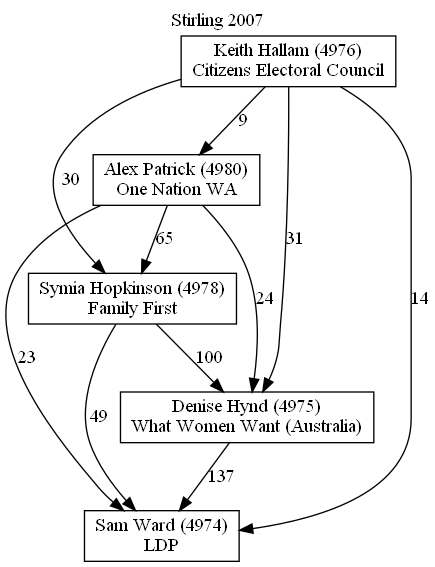 Stirling 2007
Keith Hallam (4976)
Citizens Electoral Council
9
Alex Patrick (4980)
One Nation WA
30
65
31
Symia Hopkinson (4978)
Family First
24
14
23
100
49
Denise Hynd (4975)
What Women Want (Australia)
137
Sam Ward (4974)
LDP